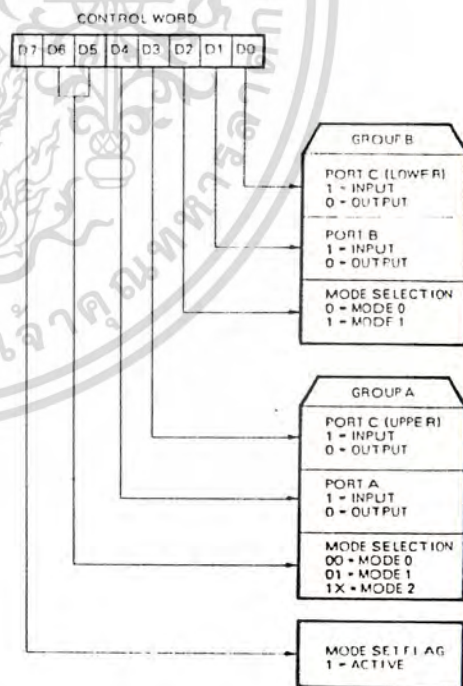 CONTROL WORD
D7 D6 D5 D4 D3 D2 D1 D0
GROUP B
PORT C (LOWER)
1 = INPUT
0 = OUTPUT
PORT B
1 = INPUT
0 = OUTPUT
MODE SELECTION
0 = MODE 0
1 = MODE 1
GROUP A
PORT C (UPPER)
1 = INPUT
0 = OUTPUT
PORT A
1 = INPUT
0 = OUTPUT
MODE SELECTION
00 = MODE 0
01 = MODE 1
1X = MODE 2
MODE SET FLAG
1 = ACTIVE